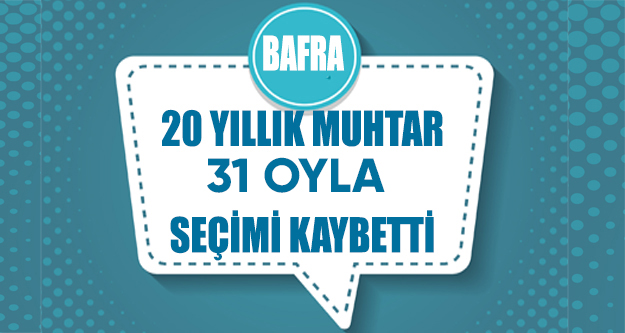 BAFRA
20 YILLIK MUHTAR
31 OYLA
SEÇİMİ KAYBETTİ